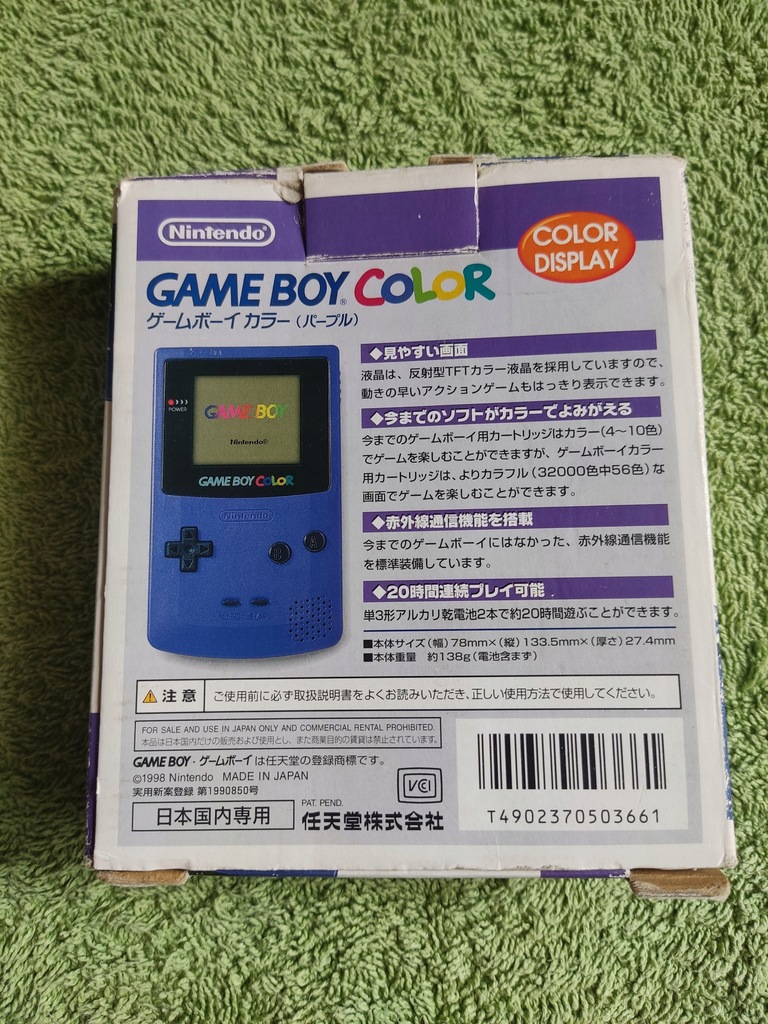 Nintendo
COLOR
DISPLAY
GAME BOY COLOR
ゲームボーイ カラー (パープル)
POWER
GAME BOY
Nintendo®
GAME BOY COLOR
Nintendo
B A
◆見やすい画面
液晶は、反射型TFTカラー液晶を採用していますので、
動きの早いアクションゲームもはっきり表示できます。
◆今までのソフトがカラーでよみがえる
今までのゲームボーイ用カートリッジはカラー(4〜10色)
でゲームを楽しむことができますが、ゲームボーイカラー
用カートリッジは、よりカラフル(32000色中56色)な
画面でゲームを楽しむことができます。
◆赤外線通信機能を搭載
今までのゲームボーイにはなかった、赤外線通信機能
を標準装備しています。
◆20時間連続プレイ可能
単3形アルカリ乾電池2本で約20時間遊ぶことができます。
■本体サイズ(幅)78mm×(縦)133.5mm×(厚さ)27.4mm
■本体重量 約138g(電池含まず)
注意 ご使用前に必ず取扱説明書をよくお読みいただき、正しい使用方法で使用してください。
FOR SALE AND USE IN JAPAN ONLY AND COMMERCIAL RENTAL PROHIBITED.
本品は日本国内だけの販売および使用とし、また商業目的の賃貸は禁止されています。
GAME BOY・ゲームボーイは任天堂の登録商標です。
©1998 Nintendo MADE IN JAPAN
実用新案登録 第1990850号
VCI
日本国内専用
PAT. PEND.
任天堂株式会社
T4902370503661